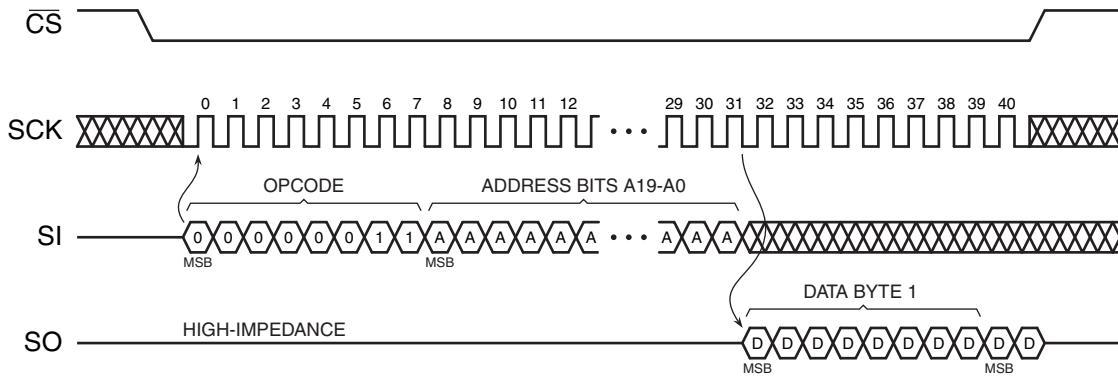 CS
0 1 2 3 4 5 6 7 8 9 10 11 12 29 30 31 32 33 34 35 36 37 38 39 40
SCK
OPCODE ADDRESS BITS A19-A0
SI 0 0 0 0 0 0 1 1 A A A A A A A A A
MSB MSB
DATA BYTE 1
HIGH-IMPEDANCE
SO D D D D D D D D D D
MSB MSB